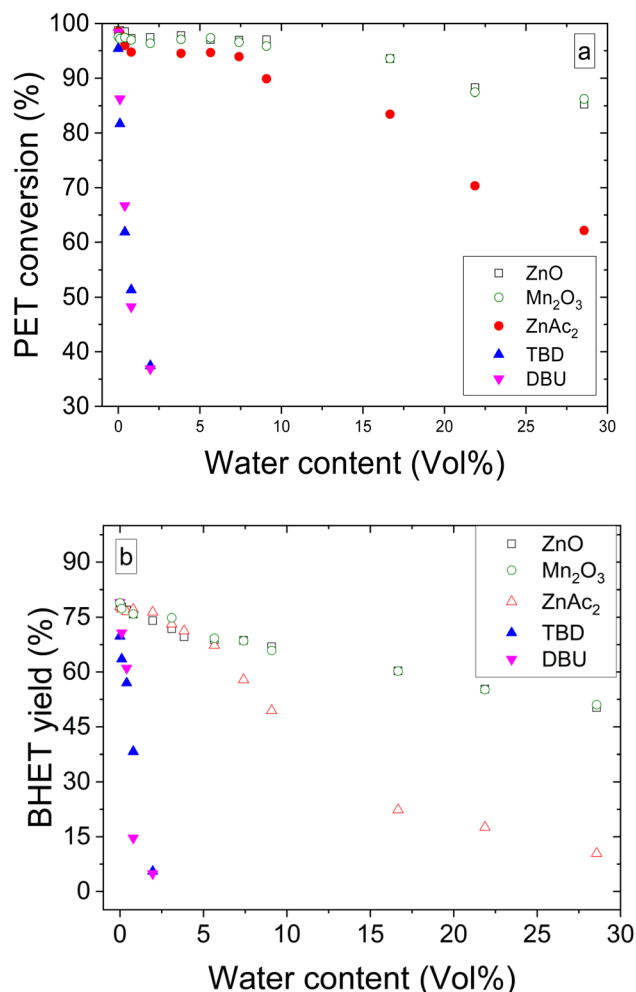 a
PET conversion (%)
100
90
80
70
60
50
40
30
0
5
10
15
20
25
30
Water content (Vol%)
ZnO
Mn₂O₃
ZnAc₂
TBD
DBU
b
BHET yield (%)
90
75
60
45
30
15
0
0
5
10
15
20
25
30
Water content (Vol%)
ZnO
Mn₂O₃
ZnAc₂
TBD
DBU